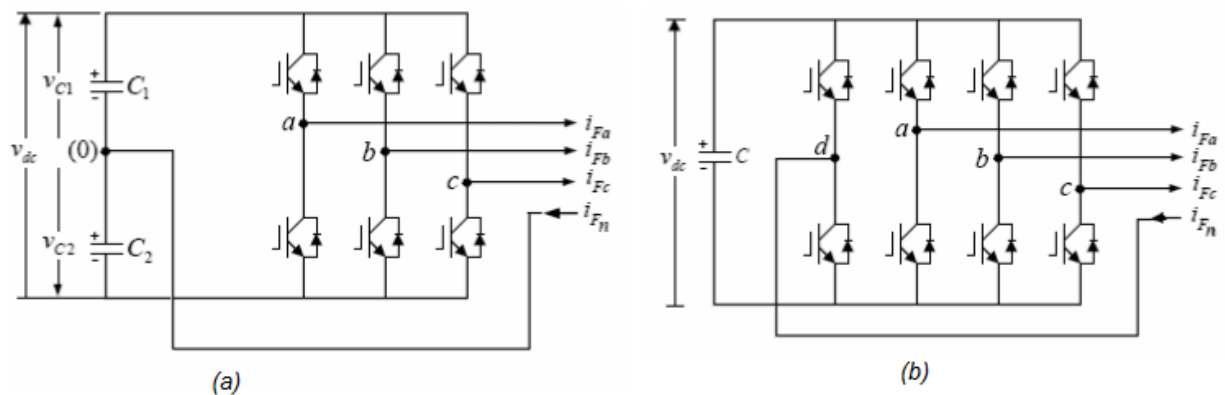 v_dc
v_C1
+
-
C_1
(0)
v_C2
+
-
C_2
a
b
c
i_Fa
i_Fb
i_Fc
i_Fn
(a)
v_dc
+
-
C
d
a
b
c
i_Fa
i_Fb
i_Fc
i_Fn
(b)